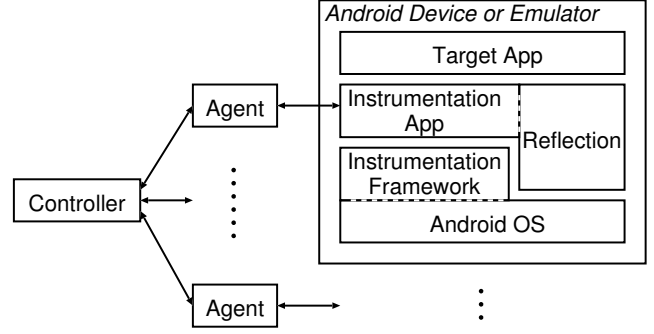 Android Device or Emulator
Target App
Agent
Instrumentation
App
Reflection
Instrumentation
Framework
Controller
Android OS
Agent